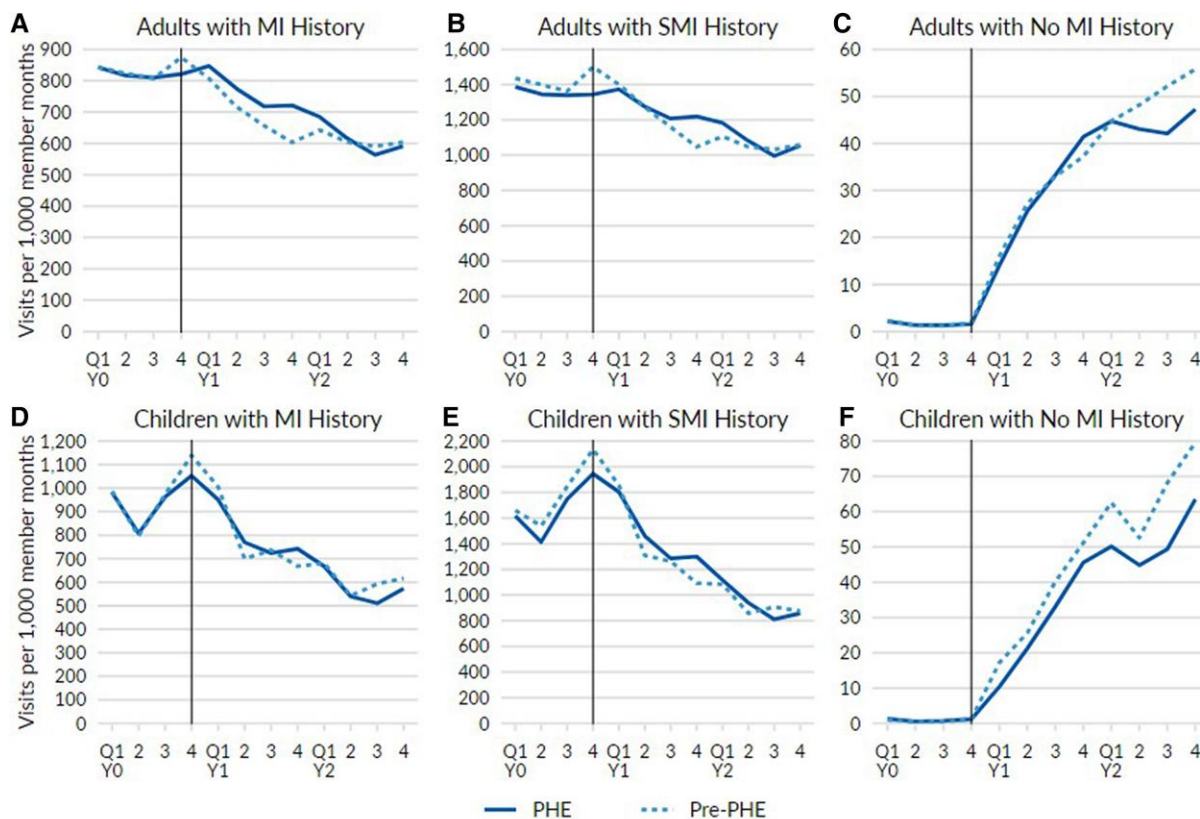 A Adults with MI History
B Adults with SMI History
C Adults with No MI History
Visits per 1,000 member months
900
800
700
600
500
400
300
200
100
0
Q1 2 3 4 Q1 2 3 4 Q1 2 3 4
Y0 Y1 Y2
1,600
1,400
1,200
1,000
800
600
400
200
0
Q1 2 3 4 Q1 2 3 4 Q1 2 3 4
Y0 Y1 Y2
60
50
40
30
20
10
0
Q1 2 3 4 Q1 2 3 4 Q1 2 3 4
Y0 Y1 Y2
D Children with MI History
E Children with SMI History
F Children with No MI History
Visits per 1,000 member months
1,200
1,100
1,000
900
800
700
600
500
400
300
200
100
0
Q1 2 3 4 Q1 2 3 4 Q1 2 3 4
Y0 Y1 Y2
2,200
2,000
1,800
1,600
1,400
1,200
1,000
800
600
400
200
0
Q1 2 3 4 Q1 2 3 4 Q1 2 3 4
Y0 Y1 Y2
80
70
60
50
40
30
20
10
0
Q1 2 3 4 Q1 2 3 4 Q1 2 3 4
Y0 Y1 Y2
PHE Pre-PHE